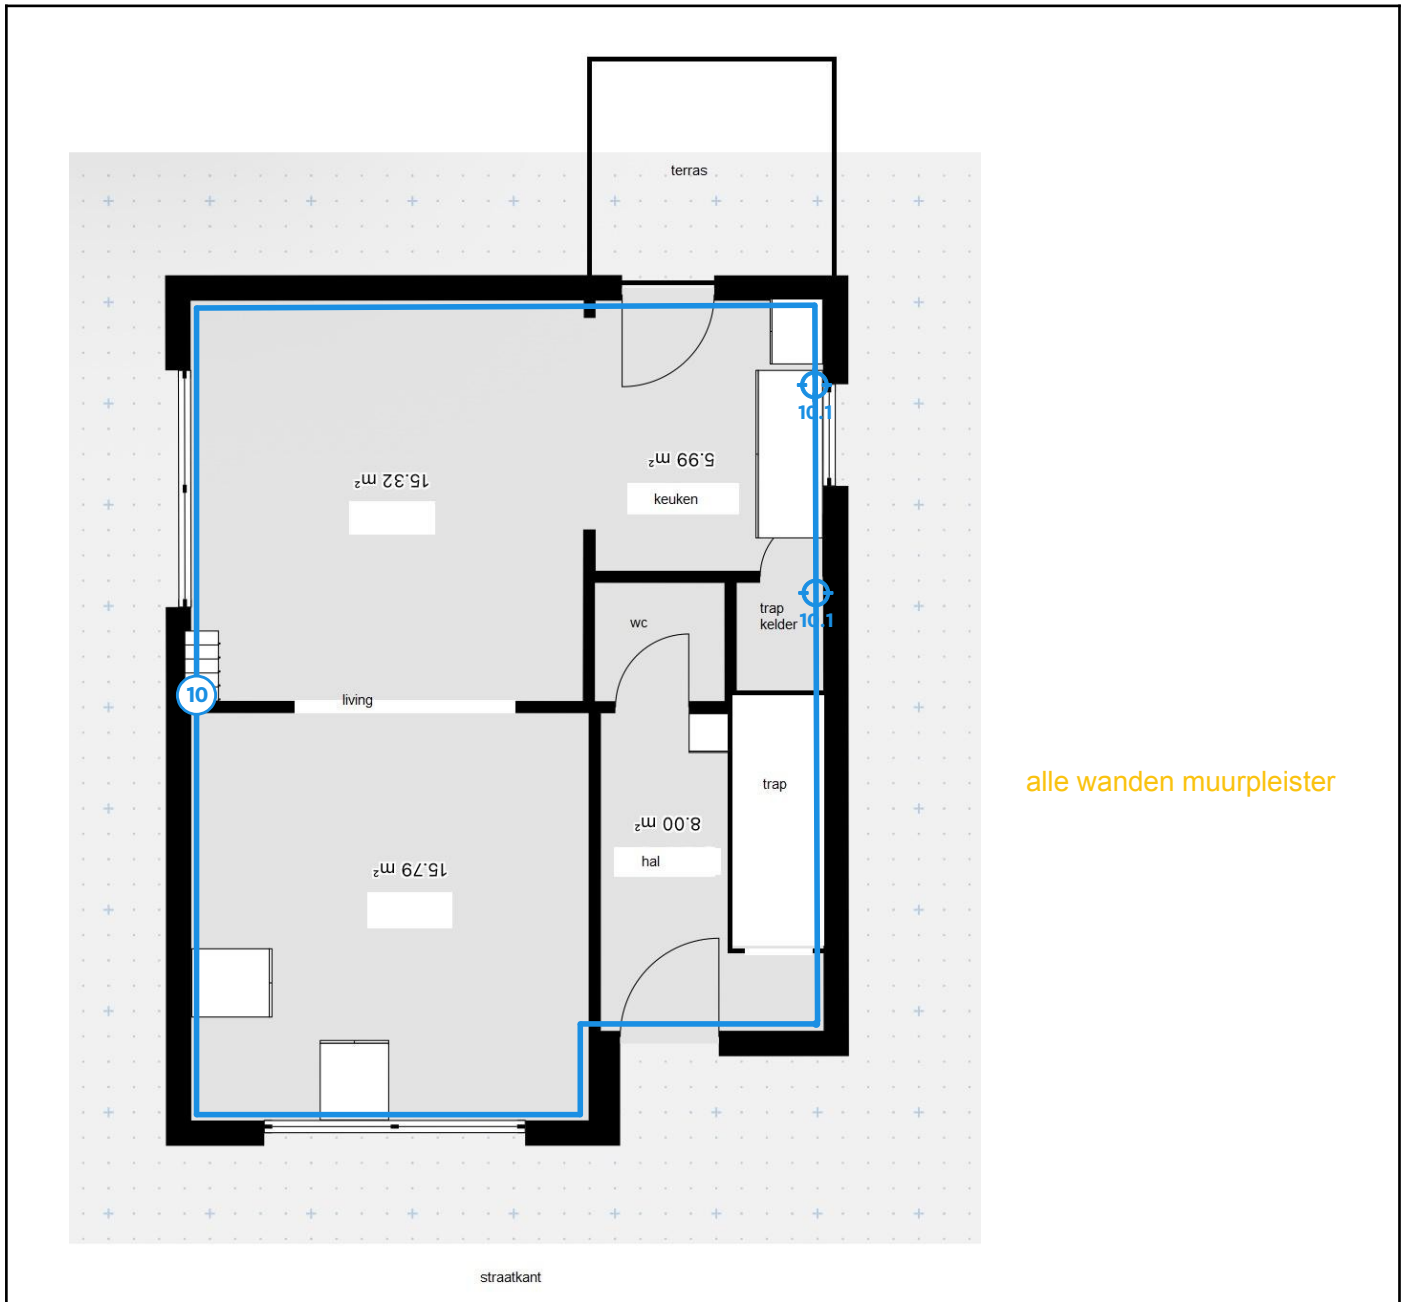 terras
15.32 m²
5.99 m²
keuken
10.1
10.1
wc
trap
kelder
10
living
trap
alle wanden muurpleister
8.00 m²
hal
15.79 m²
straatkant